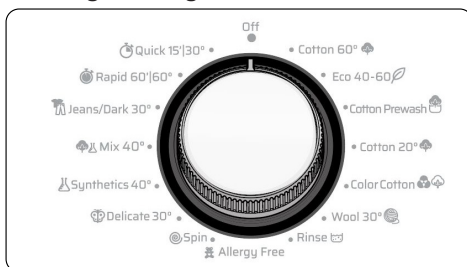 Off
Cotton 60°
Eco 40-60
Cotton Prewash
Cotton 20°
Color Cotton
Wool 30°
Rinse
Allergy Free
Spin
Delicate 30°
Synthetics 40°
Mix 40°
Jeans/Dark 30°
Rapid 60'|60°
Quick 15'|30°